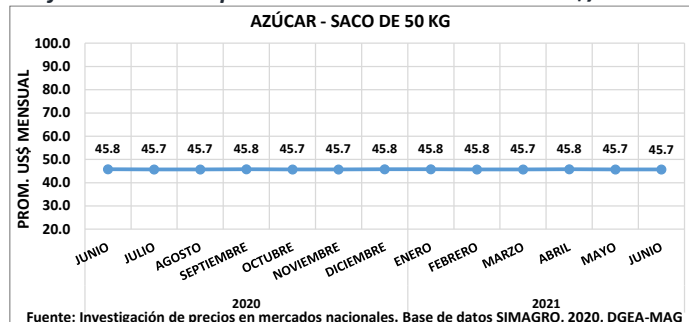 AZÚCAR - SACO DE 50 KG
PROM. US$ MENSUAL
100.0
90.0
80.0
70.0
60.0
50.0
40.0
30.0
20.0
45.8 45.7 45.7 45.8 45.7 45.7 45.8 45.8 45.7 45.7 45.8 45.7 45.7
JUNIO JULIO AGOSTO SEPTIEMBRE OCTUBRE NOVIEMBRE DICIEMBRE ENERO FEBRERO MARZO ABRIL MAYO JUNIO
2020 2021
Fuente: Investigación de precios en mercados nacionales. Base de datos SIMAGRO. 2020. DGEA-MAG